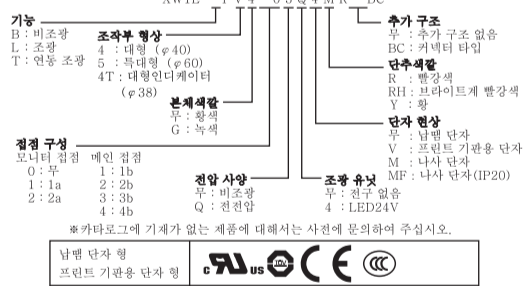 기능
B : 비조광
L : 조광
T : 연동 조광
조작부 형상
4 : 대형 (φ40)
5 : 특대형 (φ60)
4T : 대형인디케이터
(φ38)
본체색깔
무 : 황색
G : 녹색
접점 구성
모니터 접점 메인 접점
0 : 무 1 : 1b
1 : 1a 2 : 2b
2 : 2a 3 : 3b
4 : 4b
전압 사양
무 : 비조광
Q : 전전압
조광 유닛
무 : 전구 없음
4 : LED24V
추가 구조
무 : 추가 구조 없음
BC : 커넥터 타입
단추색깔
R : 빨강색
RH : 브라이트제 빨강색
Y : 황
단자 현상
무 : 납땜 단자
V : 프린트 기판용 단자
M : 나사 단자
MF : 나사 단자(IP20)
※카타로그에 기재가 없는 제품에 대해서는 사전에 문의하여 주십시오.
납땜 단자 형
프린트 기판용 단자 형
c US TÜV CE CCC